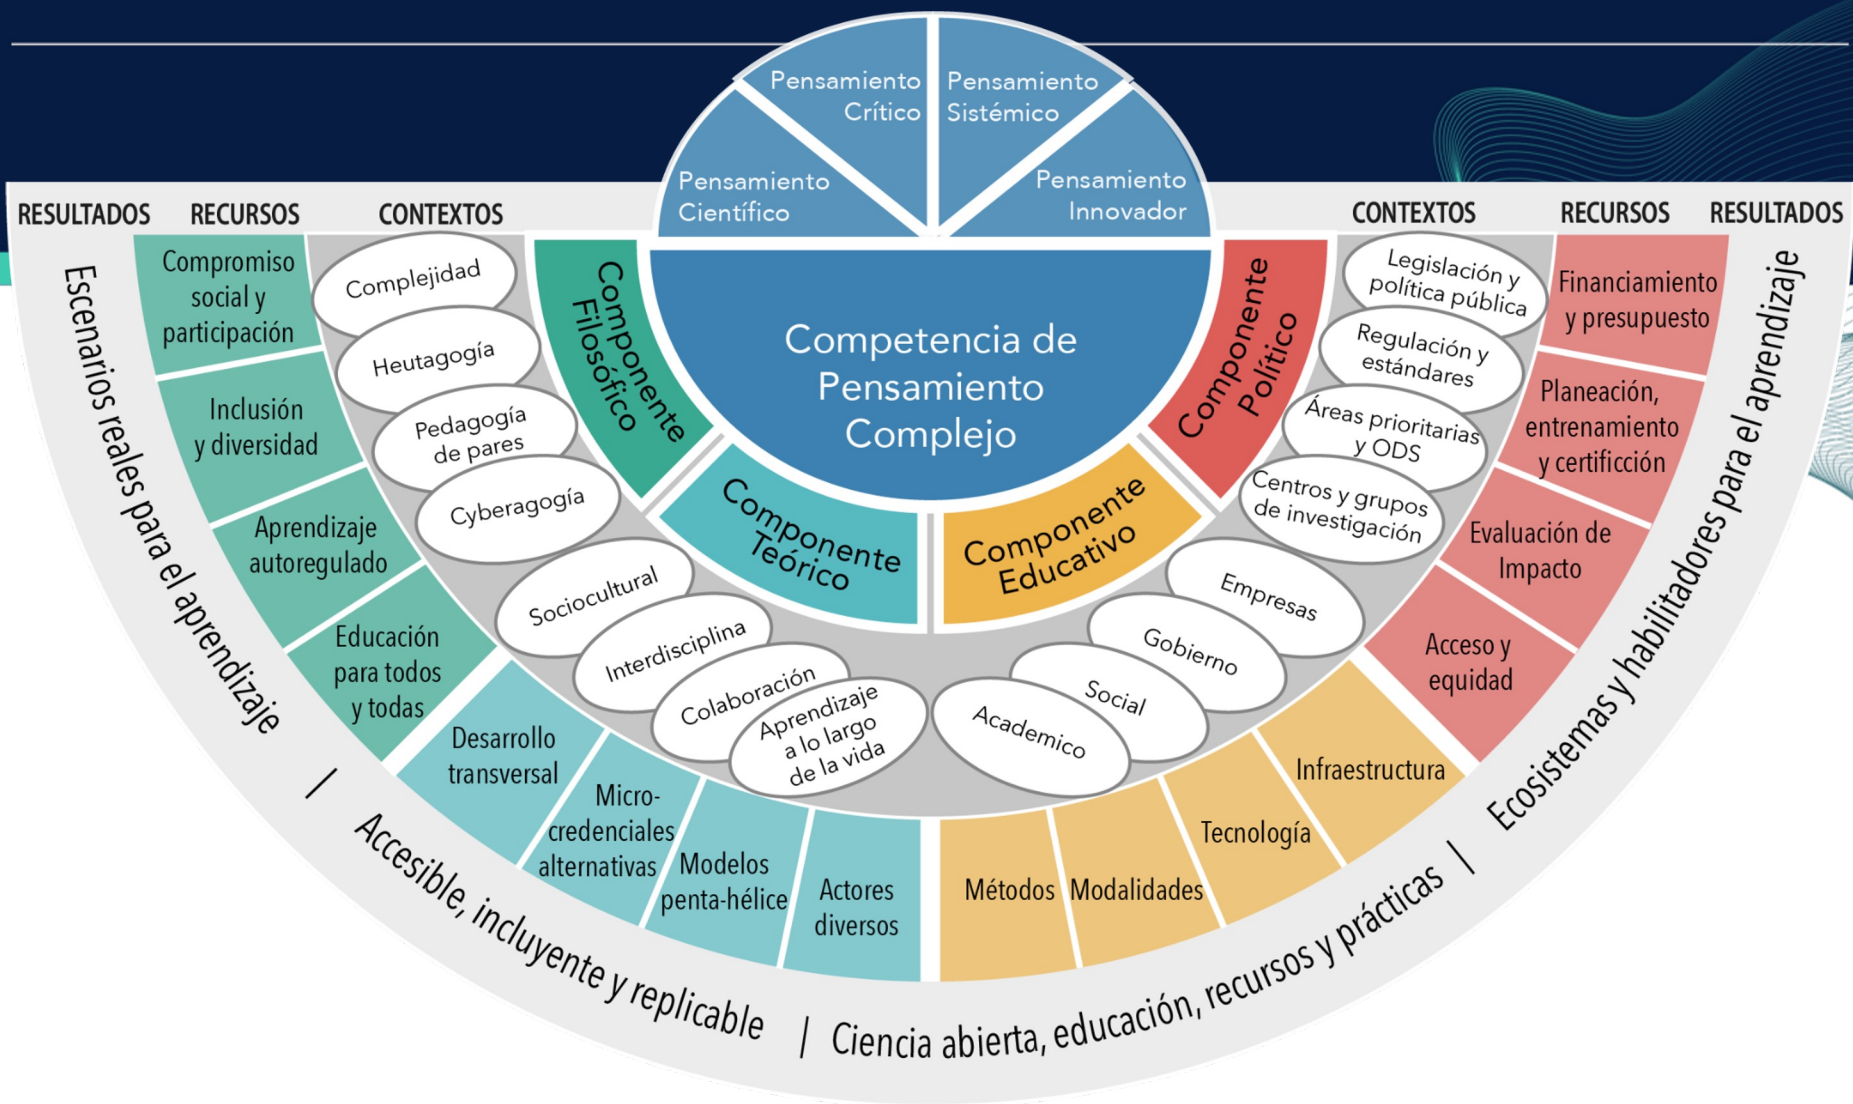 Pensamiento
Crítico
Pensamiento
Sistémico
Pensamiento
Científico
Pensamiento
Innovador
RESULTADOS
RECURSOS
CONTEXTOS
CONTEXTOS
RECURSOS
RESULTADOS
Competencia de
Pensamiento
Complejo
Componente
Filosófico
Componente
Teórico
Componente
Educativo
Componente
Político
Complejidad
Heutagogía
Pedagogía
de pares
Cyberagogía
Sociocultural
Interdisciplina
Colaboración
Aprendizaje
a lo largo
de la vida
Academico
Social
Gobierno
Empresas
Centros y grupos
de investigación
Áreas prioritarias
y ODS
Regulación y
estándares
Legislación y
política pública
Compromiso
social y
participación
Inclusión
y diversidad
Aprendizaje
autoregulado
Educación
para todos
y todas
Desarrollo
transversal
Micro-
credenciales
alternativas
Modelos
penta-hélice
Actores
diversos
Métodos
Modalidades
Tecnología
Infraestructura
Acceso y
equidad
Evaluación de
Impacto
Planeación,
entrenamiento
y certificción
Financiamiento
y presupuesto
Escenarios reales para el aprendizaje | Accesible, incluyente y replicable | Ciencia abierta, educación, recursos y prácticas | Ecosistemas y habilitadores para el aprendizaje